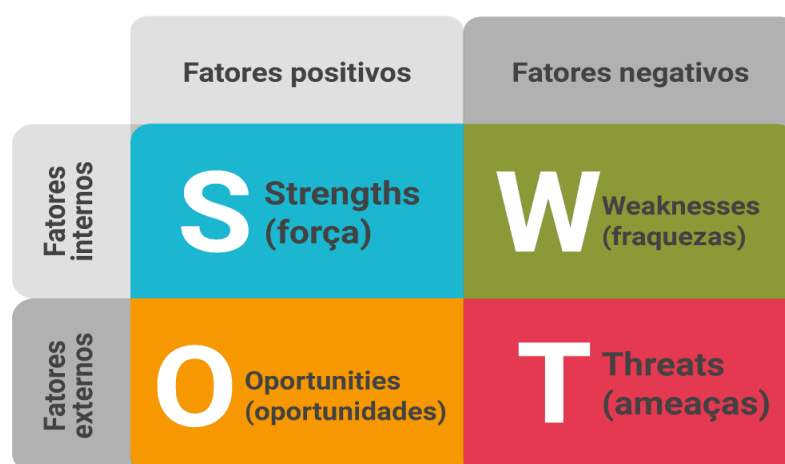 Fatores positivos
Fatores negativos
Fatores
internos
S
Strengths
(força)
W
Weaknesses
(fraquezas)
Fatores
externos
O
Oportunities
(oportunidades)
T
Threats
(ameaças)